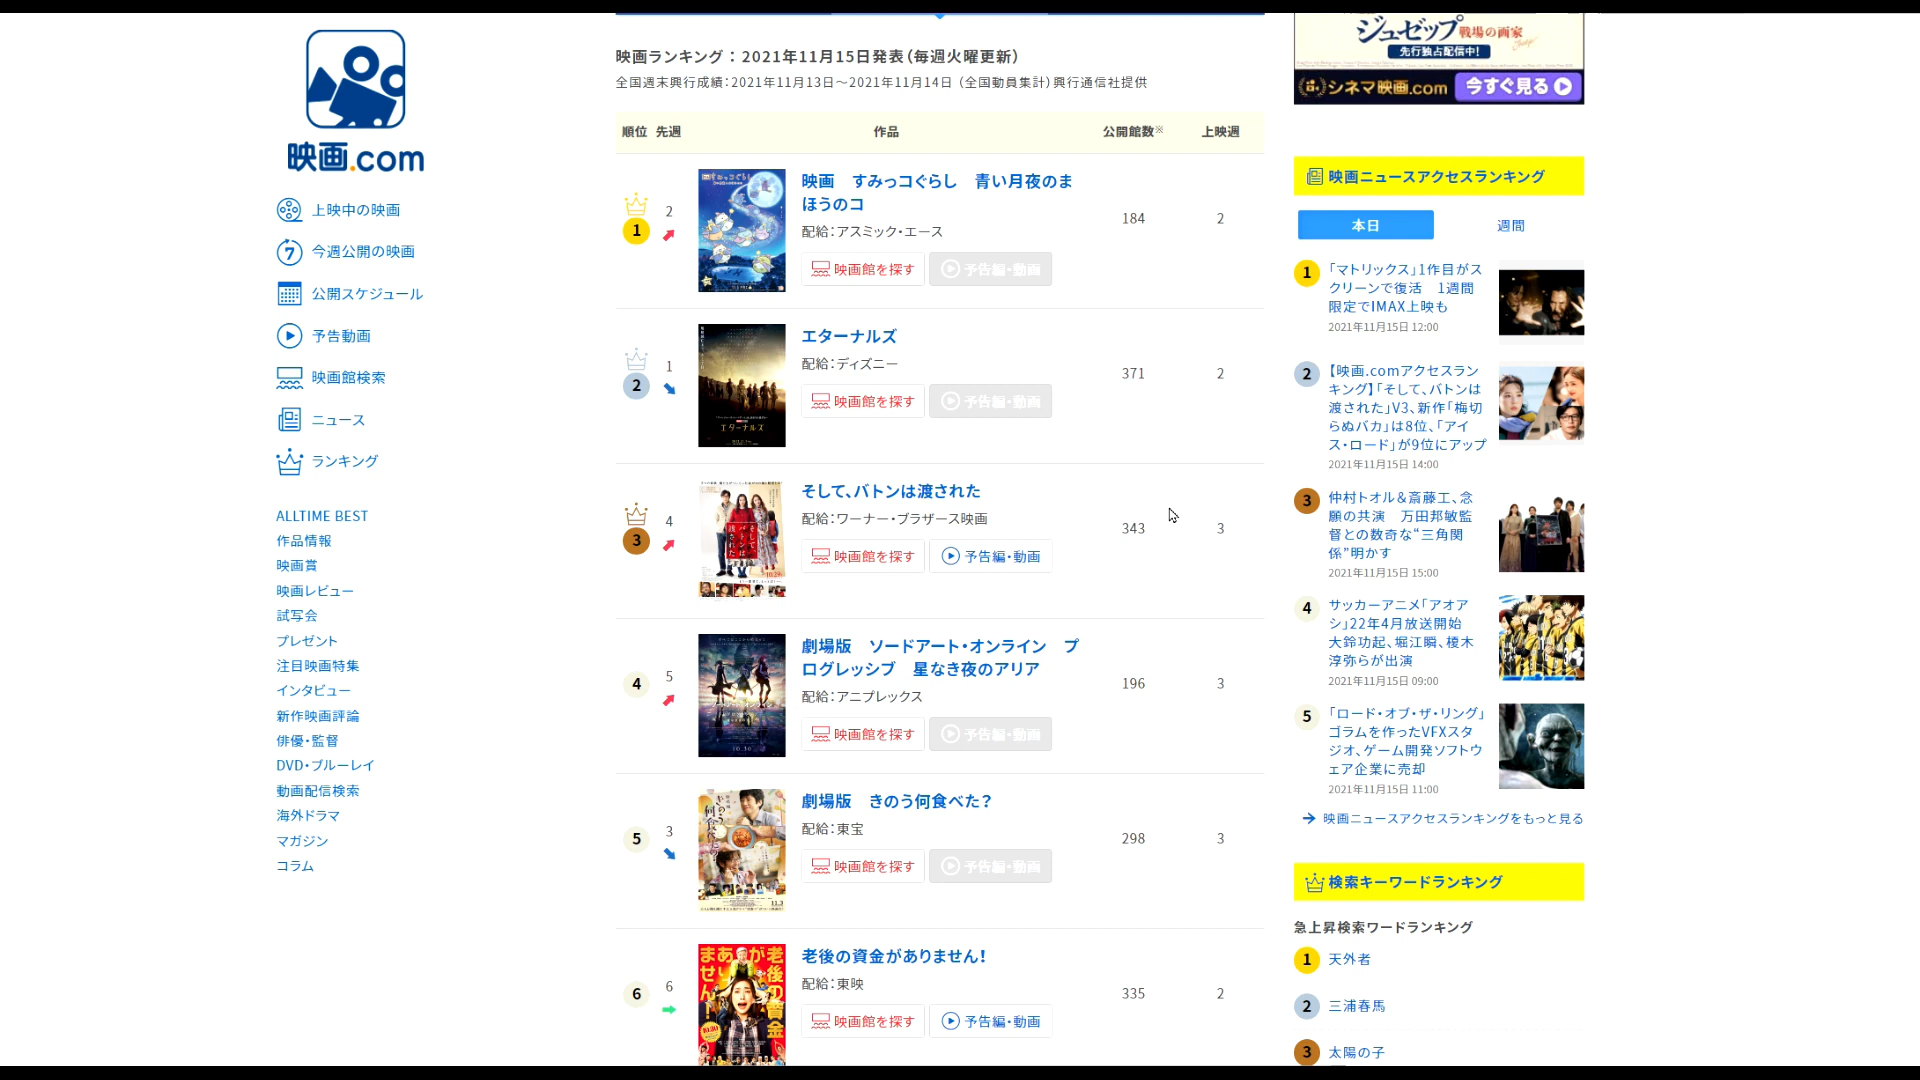 映画.com
上映中の映画
7 今週公開の映画
公開スケジュール
予告動画
映画館検索
ニュース
ランキング
ALLTIME BEST
作品情報
映画賞
映画レビュー
試写会
プレゼント
注目映画特集
インタビュー
新作映画評論
俳優・監督
DVD・ブルーレイ
動画配信検索
海外ドラマ
マガジン
コラム
映画ランキング：2021年11月15日発表（毎週火曜更新）
全国週末興行成績：2021年11月13日～2021年11月14日 （全国動員集計）興行通信社提供
順位 先週 作品 公開館数※ 上映週
1 2 映画　すみっコぐらし　青い月夜のま
ほうのコ
配給：アスミック・エース
184 2
映画館を探す 予告編・動画
2 1 エターナルズ
配給：ディズニー
371 2
映画館を探す 予告編・動画
エターナルズ
3 4 そして、バトンは渡された
配給：ワーナー・ブラザース映画
343 3
映画館を探す 予告編・動画
4 5 劇場版　ソードアート・オンライン　プ
ログレッシブ　星なき夜のアリア
配給：アニプレックス
196 3
映画館を探す 予告編・動画
10.30
5 3 劇場版　きのう何食べた？
配給：東宝
298 3
映画館を探す 予告編・動画
11.3
6 6 老後の資金がありません！
配給：東映
335 2
映画館を探す 予告編・動画
老後の資金が
ありません！
ジュゼップ 戦場の画家
先行独占配信中！
シネマ映画.com 今すぐ見る
映画ニュースアクセスランキング
本日 週間
1 「マトリックス」1作目がス
クリーンで復活　1週間
限定でIMAX上映も
2021年11月15日 12:00
2 【映画.comアクセスラン
キング】「そして、バトンは
渡された」V3、新作「梅切
らぬバカ」は8位、「アイ
ス・ロード」が9位にアップ
2021年11月15日 14:00
3 仲村トオル＆斎藤工、念
願の共演　万田邦敏監
督との数奇な“三角関
係”明かす
2021年11月15日 15:00
4 サッカーアニメ「アオア
シ」22年4月放送開始
大鈴功起、堀江瞬、榎木
淳弥らが出演
2021年11月15日 09:00
5 「ロード・オブ・ザ・リング」
ゴラムを作ったVFXスタ
ジオ、ゲーム開発ソフトウ
ェア企業に売却
2021年11月15日 11:00
映画ニュースアクセスランキングをもっと見る
検索キーワードランキング
急上昇検索ワードランキング
1 天外者
2 三浦春馬
3 太陽の子